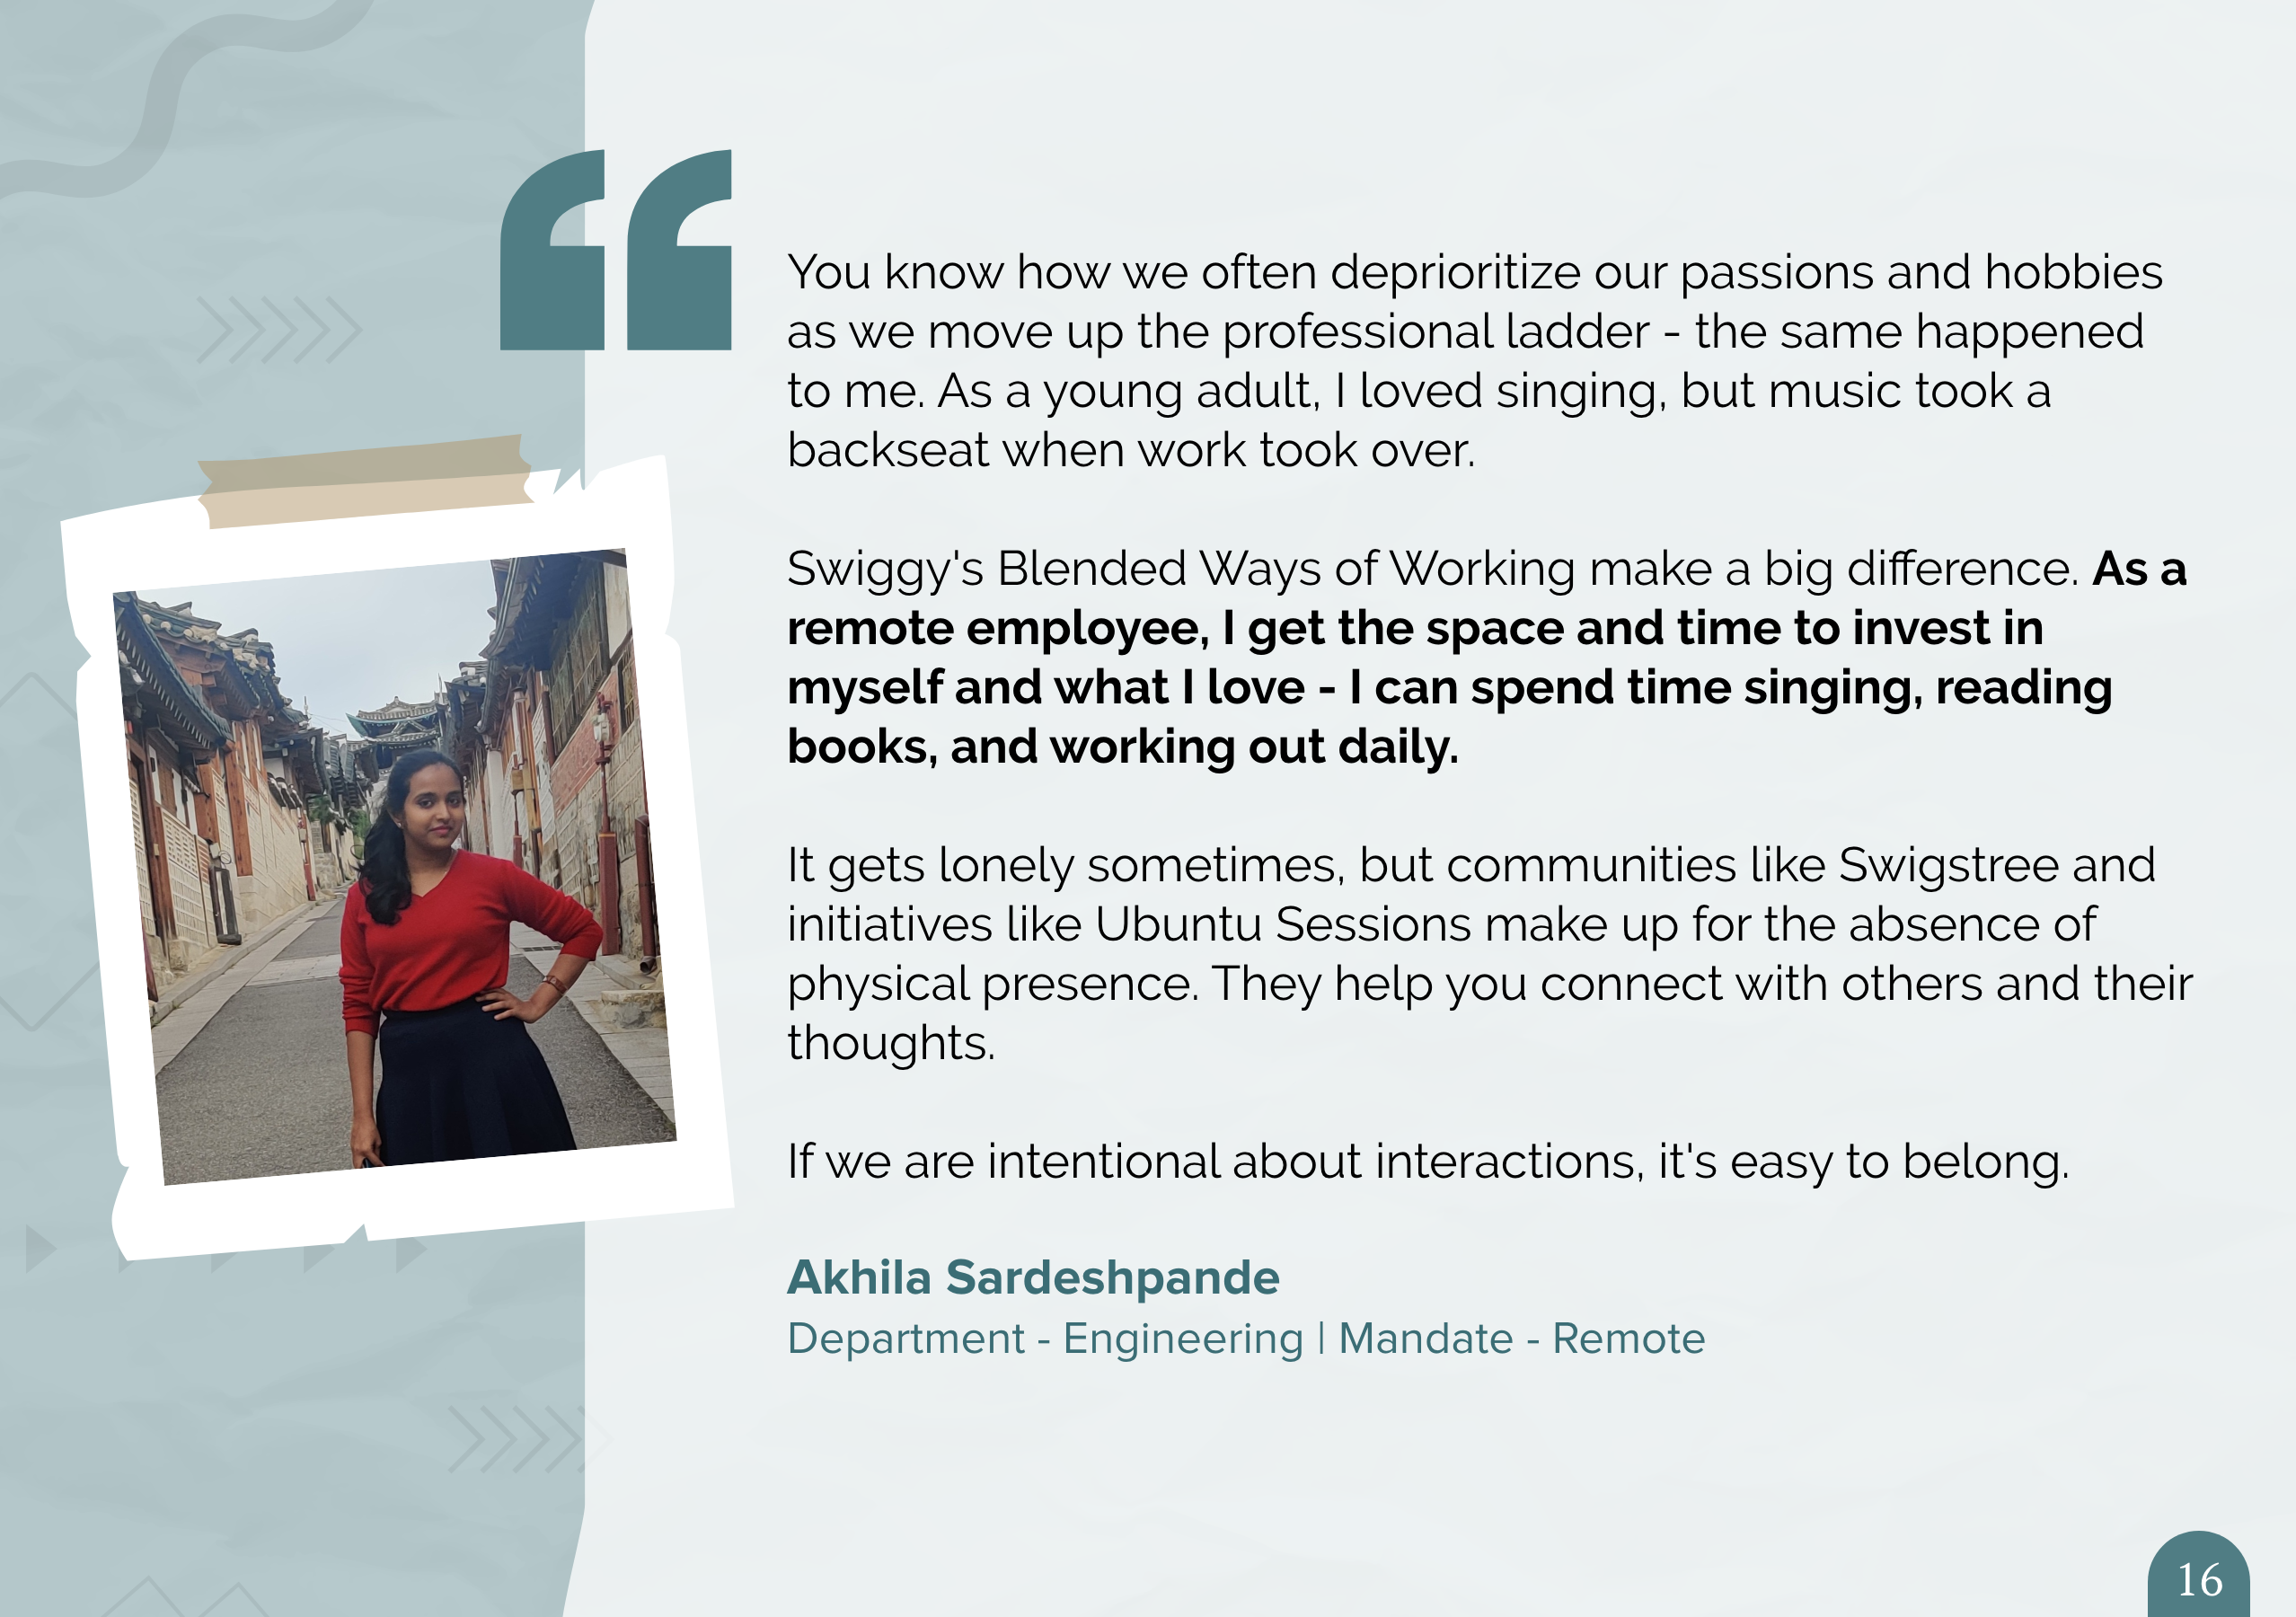 You know how we often deprioritize our passions and hobbies
as we move up the professional ladder - the same happened
to me. As a young adult, I loved singing, but music took a
backseat when work took over.
Swiggy's Blended Ways of Working make a big difference. As a
remote employee, I get the space and time to invest in
myself and what I love - I can spend time singing, reading
books, and working out daily.
It gets lonely sometimes, but communities like Swigstree and
initiatives like Ubuntu Sessions make up for the absence of
physical presence. They help you connect with others and their
thoughts.
If we are intentional about interactions, it's easy to belong.
Akhila Sardeshpande
Department - Engineering | Mandate - Remote
16